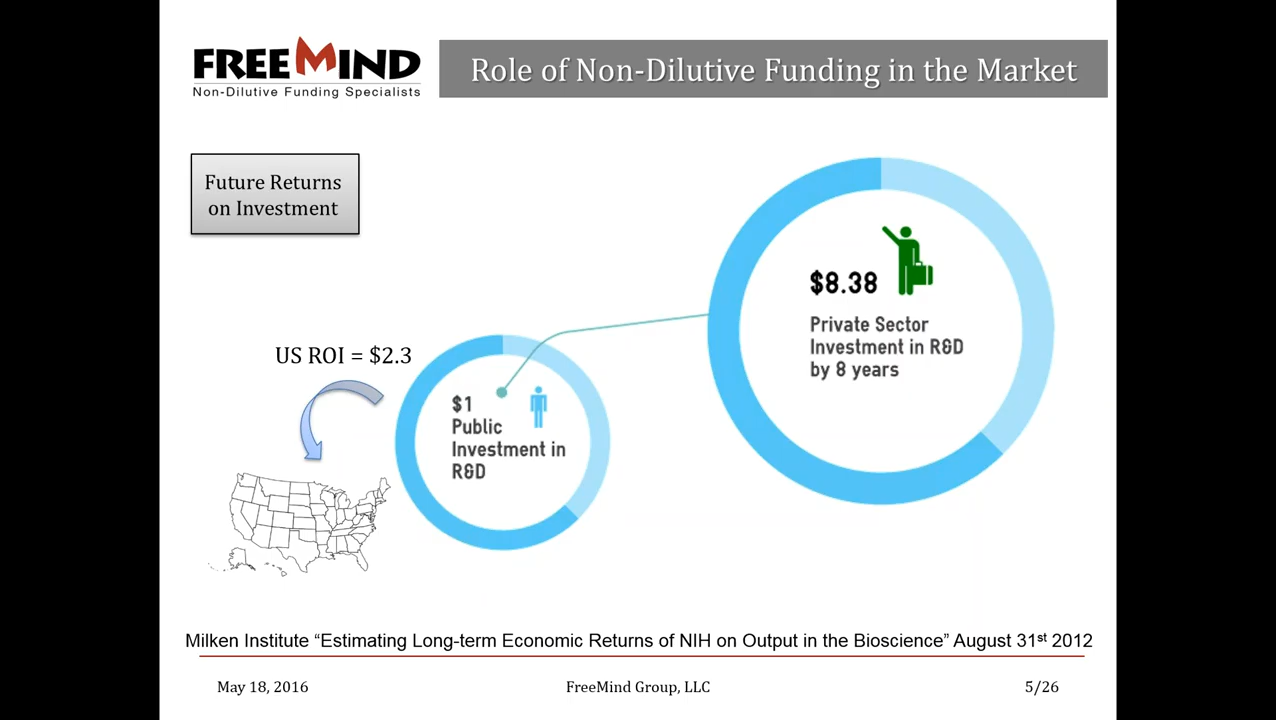 FREEMIND
Non-Dilutive Funding Specialists
Role of Non-Dilutive Funding in the Market
Future Returns
on Investment
$8.38
Private Sector
Investment in R&D
by 8 years
US ROI = $2.3
$1
Public
Investment in
R&D
Milken Institute “Estimating Long-term Economic Returns of NIH on Output in the Bioscience” August 31st 2012
May 18, 2016
FreeMind Group, LLC
5/26